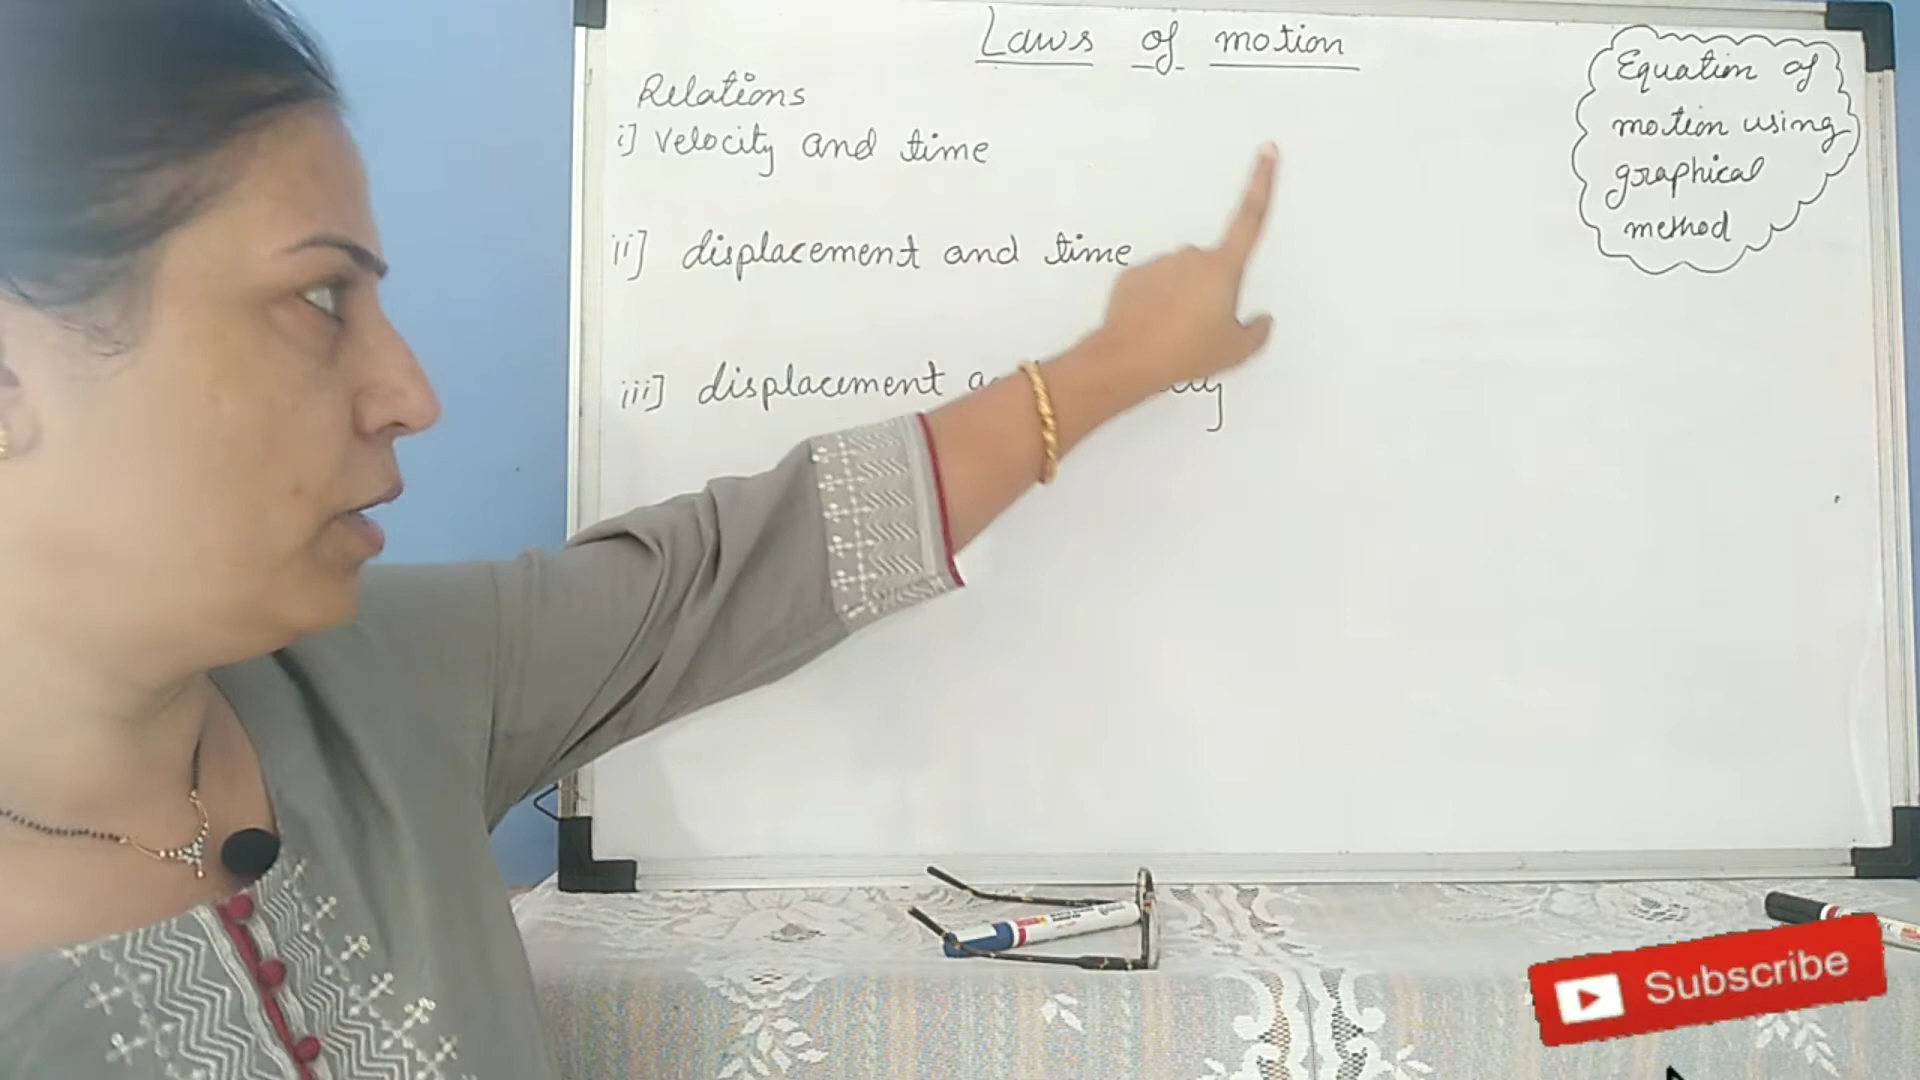 Laws of motion
Relations
i] velocity and time
ii] displacement and time
iii] displacement
Equation of
motion using
graphical
method
Subscribe